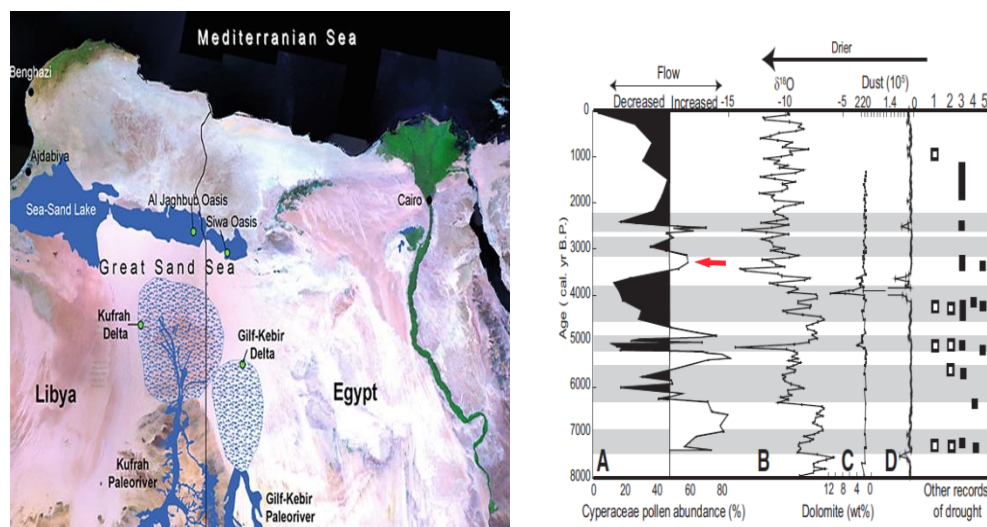 Mediterranian Sea
Benghazi
Ajdabiya
Sea-Sand Lake
Al Jaghbub Oasis
Siwa Oasis
Cairo
Great Sand Sea
Kufrah
Delta
Gilf-Kebir
Delta
Libya
Egypt
Kufrah
Paleoriver
Gilf-Kebir
Paleoriver
Drier
Flow
Decreased Increased
δ¹⁸O
Dust (10⁵)
-15 -10 -5 220 1.4 0 1 2 3 4 5
0
1000
2000
3000
4000
5000
6000
7000
8000
Age (cal. yr B.P.)
A B C D
0 20 40 60 80
12 8 4 0
Cyperaceae pollen abundance (%)
Dolomite (wt%)
Other records
of drought